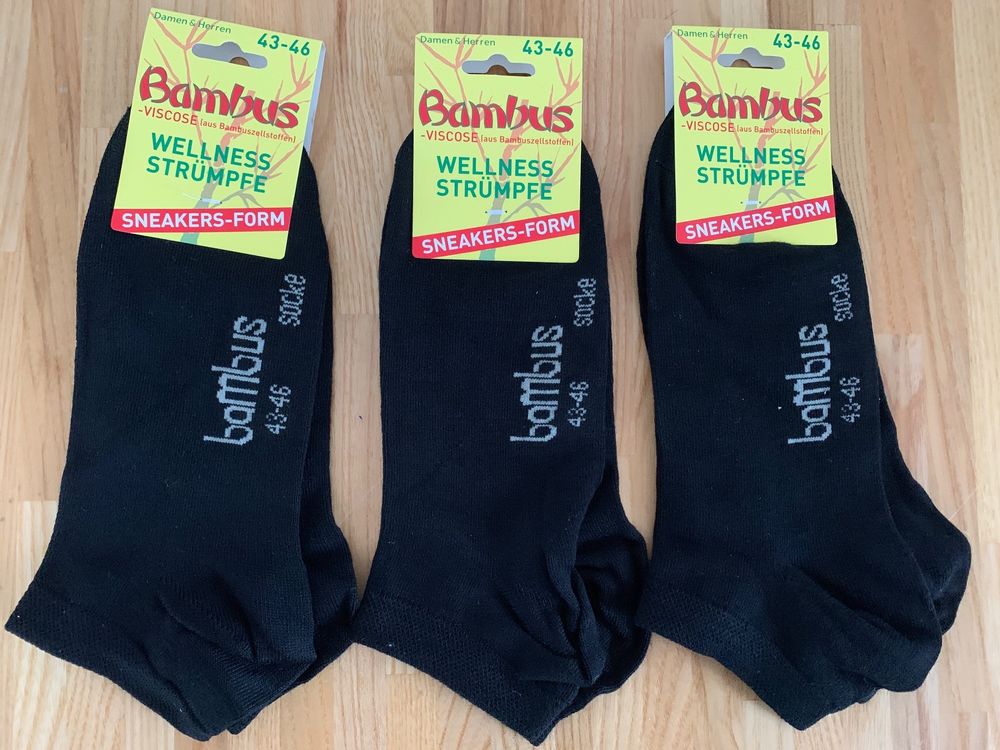 Damen & Herren
43-46
Bambus
-VISCOSE (aus Bambuszellstoffen)
WELLNESS
STRÜMPFE
SNEAKERS-FORM
bambus
socke
43-46
Damen & Herren
43-46
Bambus
-VISCOSE (aus Bambuszellstoffen)
WELLNESS
STRÜMPFE
SNEAKERS-FORM
bambus
socke
43-46
Damen & Herren
43-46
Bambus
-VISCOSE (aus Bambuszellstoffen)
WELLNESS
STRÜMPFE
SNEAKERS-FORM
bambus
socke
43-46